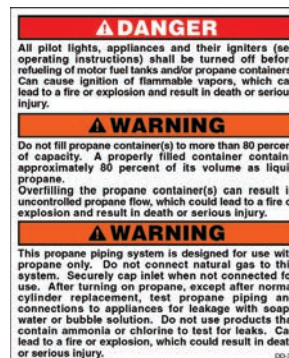 DANGER
All pilot lights, appliances and their igniters (se
operating instructions) shall be turned off befor
refueling of motor fuel tanks and/or propane containers
Can cause ignition of flammable vapors, which ca
lead to a fire or explosion and result in death or seriou
injury.
WARNING
Do not fill propane container(s) to more than 80 percen
of capacity. A properly filled container contain
approximately 80 percent of its volume as liqui
propane.
Overfilling the propane container(s) can result i
uncontrolled propane flow, which could lead to a fire o
explosion and result in death or serious injury.
WARNING
This propane piping system is designed for use wit
propane only. Do not connect natural gas to thi
system. Securely cap inlet when not connected fo
use. After turning on propane, except after norma
cylinder replacement, test propane piping an
connections to appliances for leakage with soap
water or bubble solution. Do not use products tha
contain ammonia or chlorine to test for leaks. Ca
lead to a fire or explosion, which could result in deat
or serious injury.